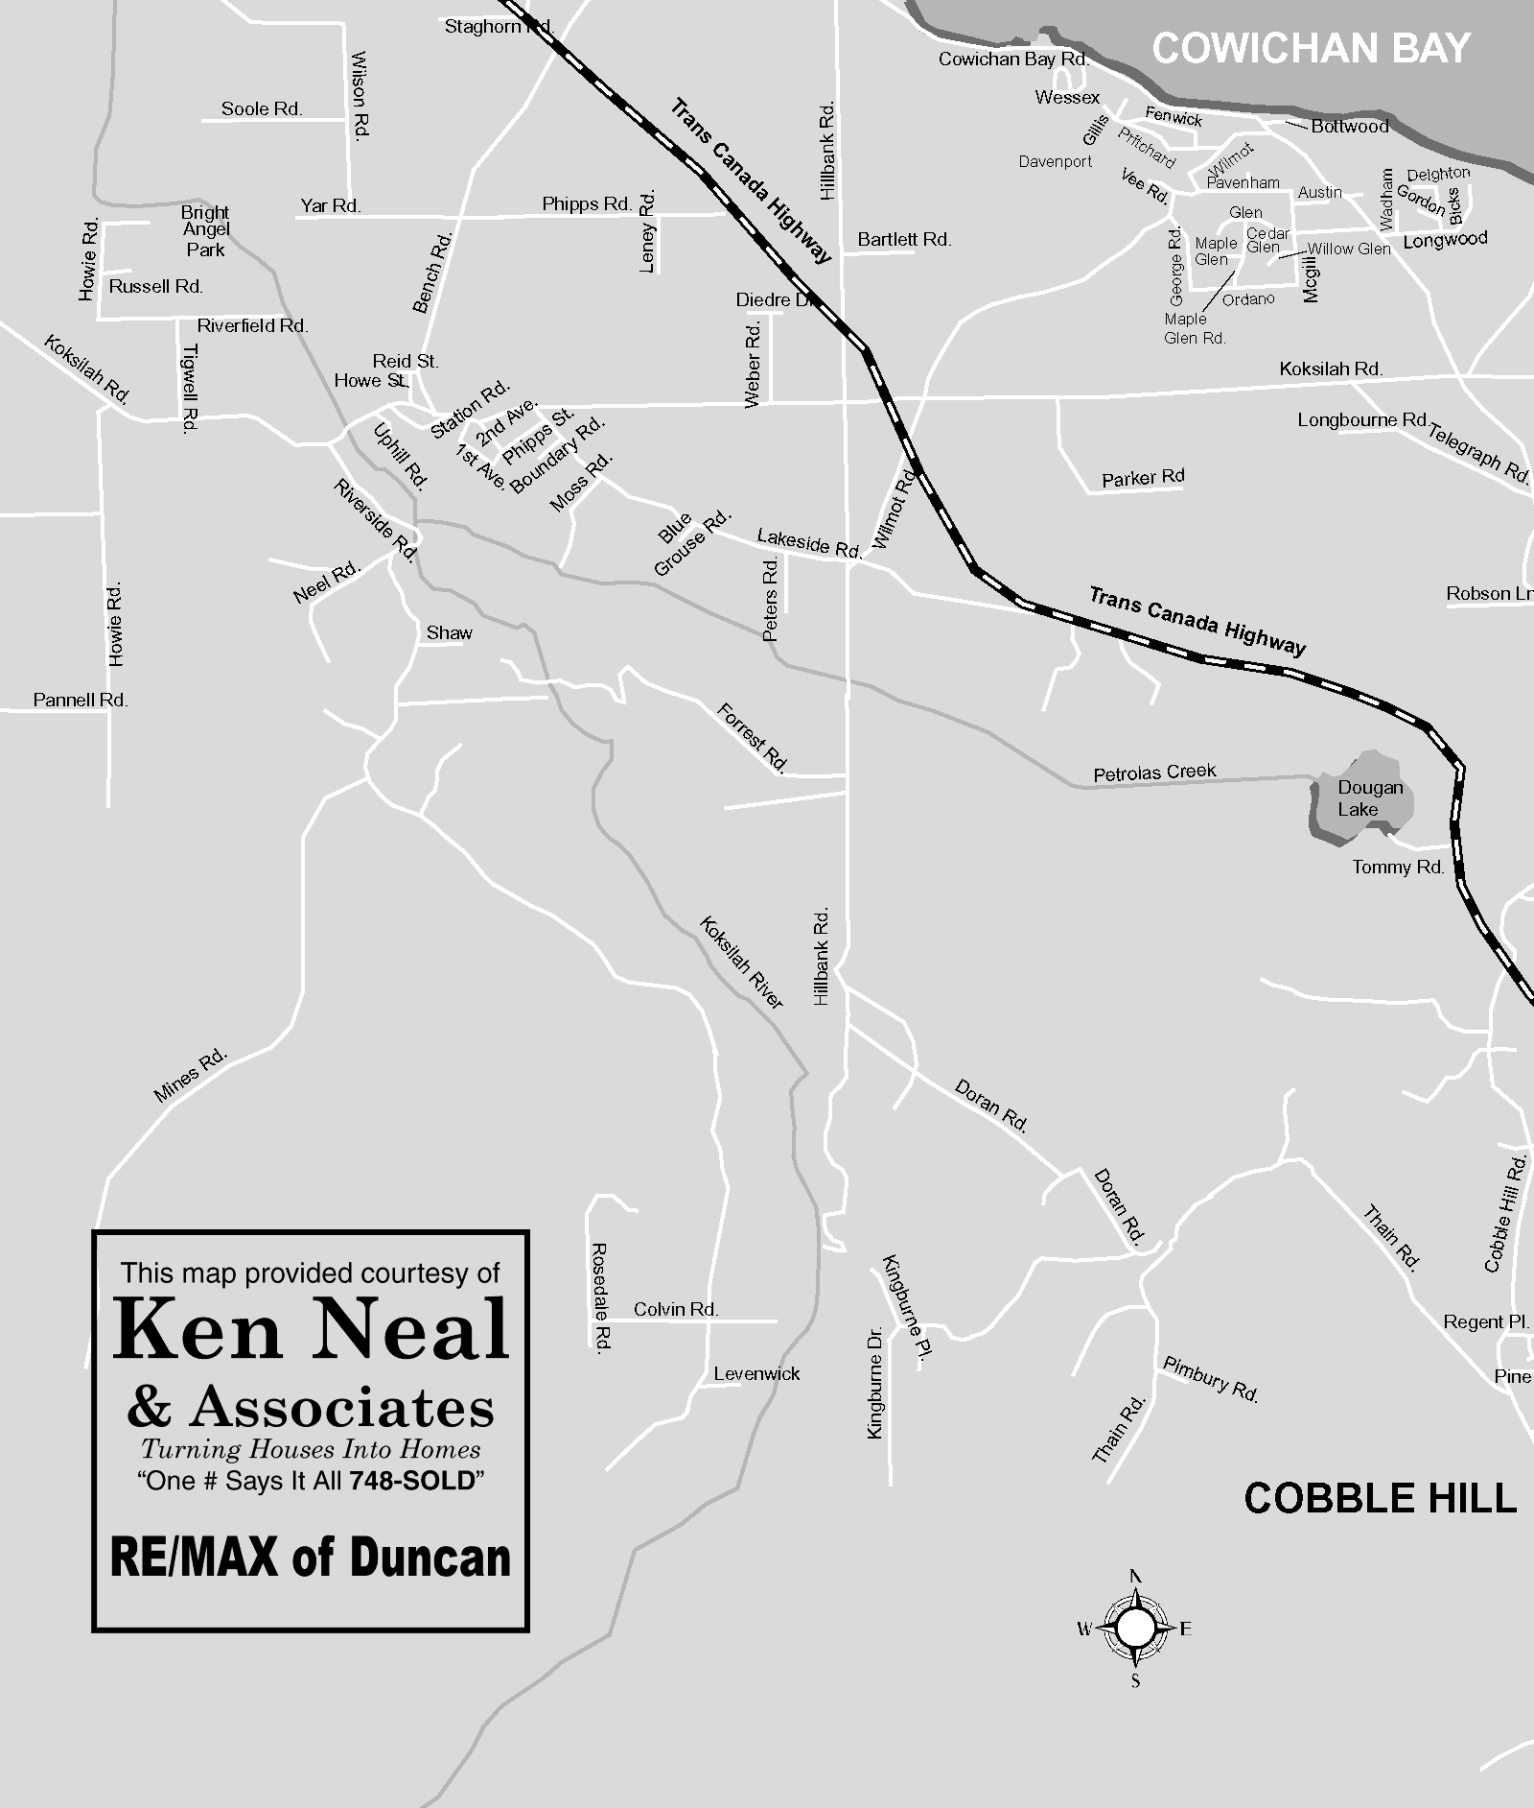 Staghorn Rd.
COWICHAN BAY
Cowichan Bay Rd.
Wilson Rd.
Soole Rd.
Trans Canada Highway
Hillbank Rd.
Wessex
Gillis
Fenwick
Bottwood
Pritchard
Davenport
Wilmot
Vee Rd.
Pavenham
Austin
Wadham
Deighton
Gordon
Bicks
Longwood
Yar Rd.
Phipps Rd.
Leney Rd.
Bright
Angel
Park
Howie Rd.
Bench Rd.
Bartlett Rd.
Glen
Cedar
Glen
Maple
Glen
Willow Glen
George Rd.
Mcgill
Ordano
Maple
Glen Rd.
Russell Rd.
Riverfield Rd.
Diedre Dr.
Weber Rd.
Koksilah Rd.
Tigwell Rd.
Reid St.
Howe St.
Koksilah Rd.
Station Rd.
2nd Ave.
Phipps St.
1st Ave.
Boundary Rd.
Uphill Rd.
Moss Rd.
Longbourne Rd.
Telegraph Rd.
Parker Rd
Riverside Rd.
Wilmot Rd.
Blue
Grouse Rd.
Lakeside Rd.
Peters Rd.
Neel Rd.
Howie Rd.
Shaw
Trans Canada Highway
Robson Ln
Pannell Rd.
Forrest Rd.
Petrolas Creek
Dougan
Lake
Tommy Rd.
Koksilah River
Hillbank Rd.
Mines Rd.
Doran Rd.
Doran Rd.
Thain Rd.
Cobble Hill Rd.
Rosedale Rd.
Colvin Rd.
Levenwick
Kingburne Pl.
Kingburne Dr.
Regent Pl.
Pine
Pimbury Rd.
Thain Rd.
This map provided courtesy of
Ken Neal
& Associates
Turning Houses Into Homes
“One # Says It All 748-SOLD”
RE/MAX of Duncan
COBBLE HILL
N
W
E
S